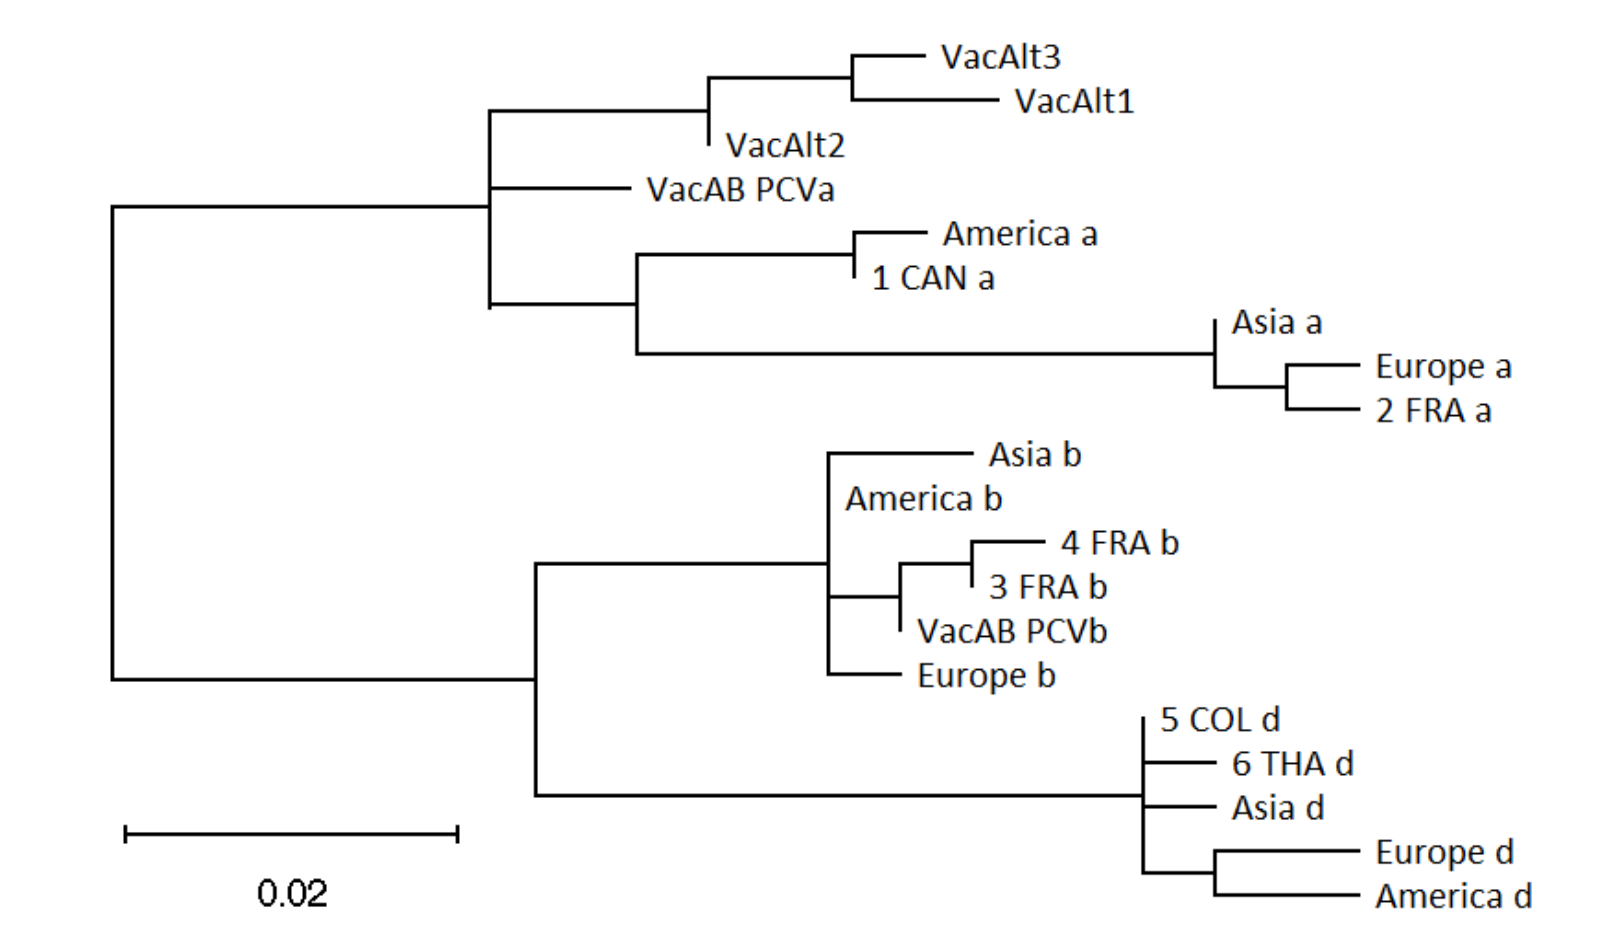 VacAlt3
VacAlt1
VacAlt2
VacAB PCVa
America a
1 CAN a
Asia a
Europe a
2 FRA a
Asia b
America b
4 FRA b
3 FRA b
VacAB PCVb
Europe b
5 COL d
6 THA d
Asia d
Europe d
America d
0.02